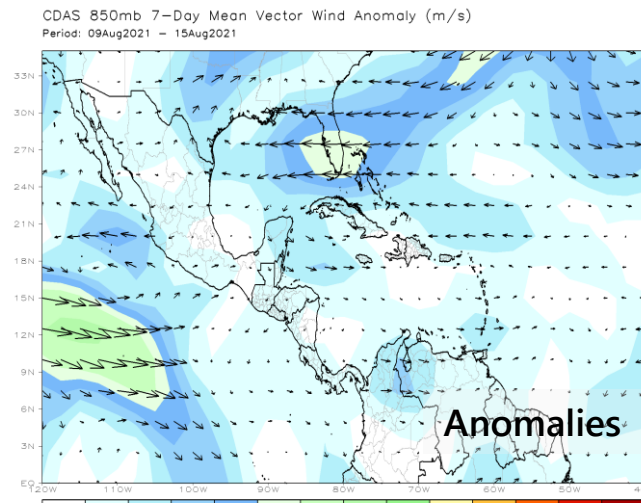 CDAS 850mb 7-Day Mean Vector Wind Anomaly (m/s)
Period: 09Aug2021 – 15Aug2021
33N
30N
27N
24N
21N
18N
15N
12N
9N
6N
3N
EQ
Anomalies
120W 110W 100W 90W 80W 70W 60W 50W